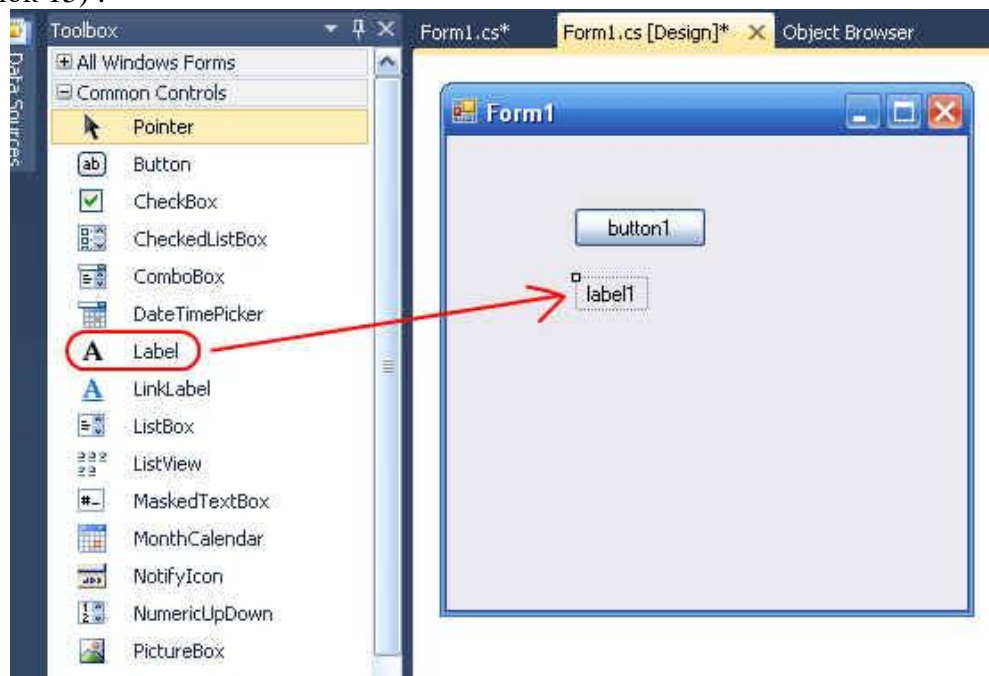 13) .
Toolbox
Form1.cs*
Form1.cs [Design]*
Object Browser
Data Sources
All Windows Forms
Common Controls
Pointer
Button
CheckBox
CheckedListBox
ComboBox
DateTimePicker
Label
LinkLabel
ListBox
ListView
MaskedTextBox
MonthCalendar
NotifyIcon
NumericUpDown
PictureBox
Form1
button1
label1